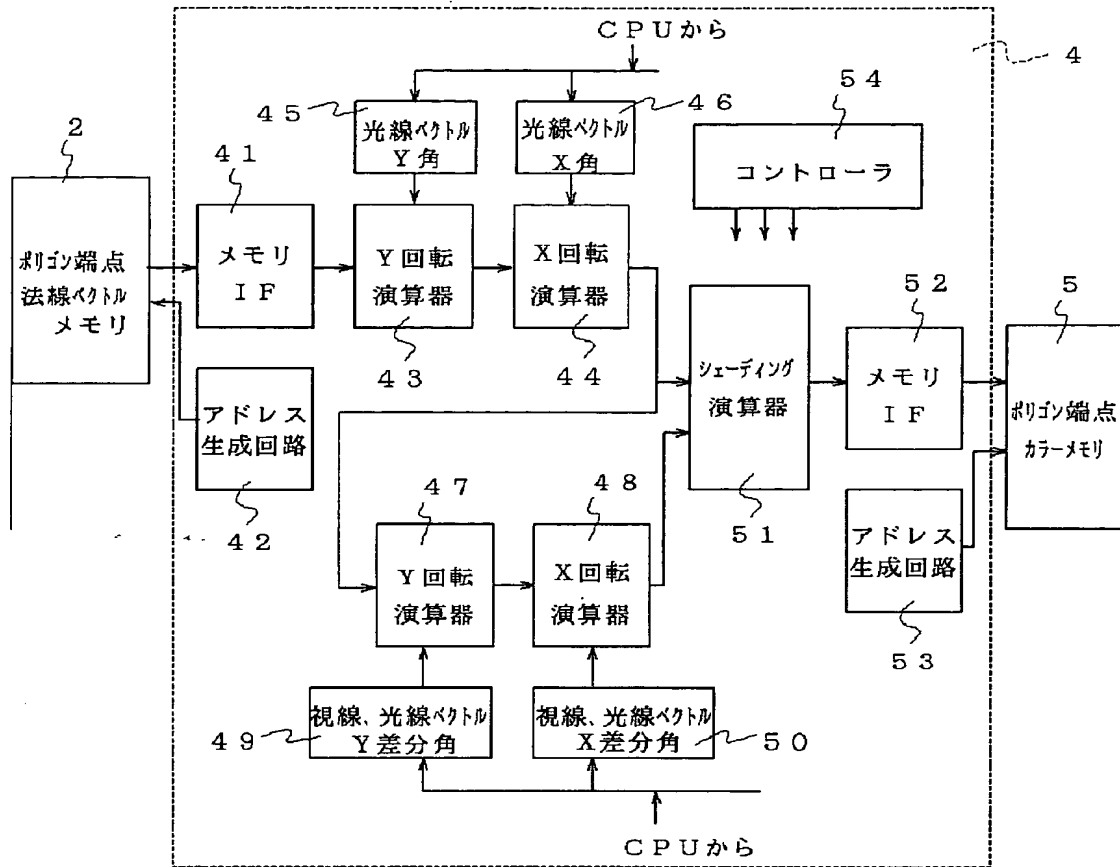 CPUから
4
54
45
光線ベクトル
Y角
46
光線ベクトル
X角
コントローラ
2
ポリゴン端点
法線ベクトル
メモリ
41
メモリ
IF
Y回転
演算器
43
X回転
演算器
44
アドレス
生成回路
42
シェーディング
演算器
51
52
メモリ
IF
5
ポリゴン端点
カラーメモリ
アドレス
生成回路
53
47
Y回転
演算器
48
X回転
演算器
49
視線、光線ベクトル
Y差分角
視線、光線ベクトル
X差分角
50
CPUから